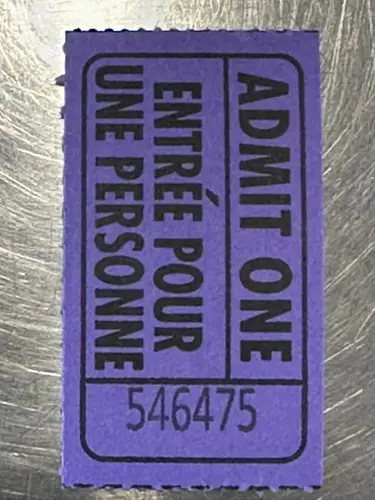 ADMIT ONE
ENTRÉE POUR
UNE PERSONNE
546475